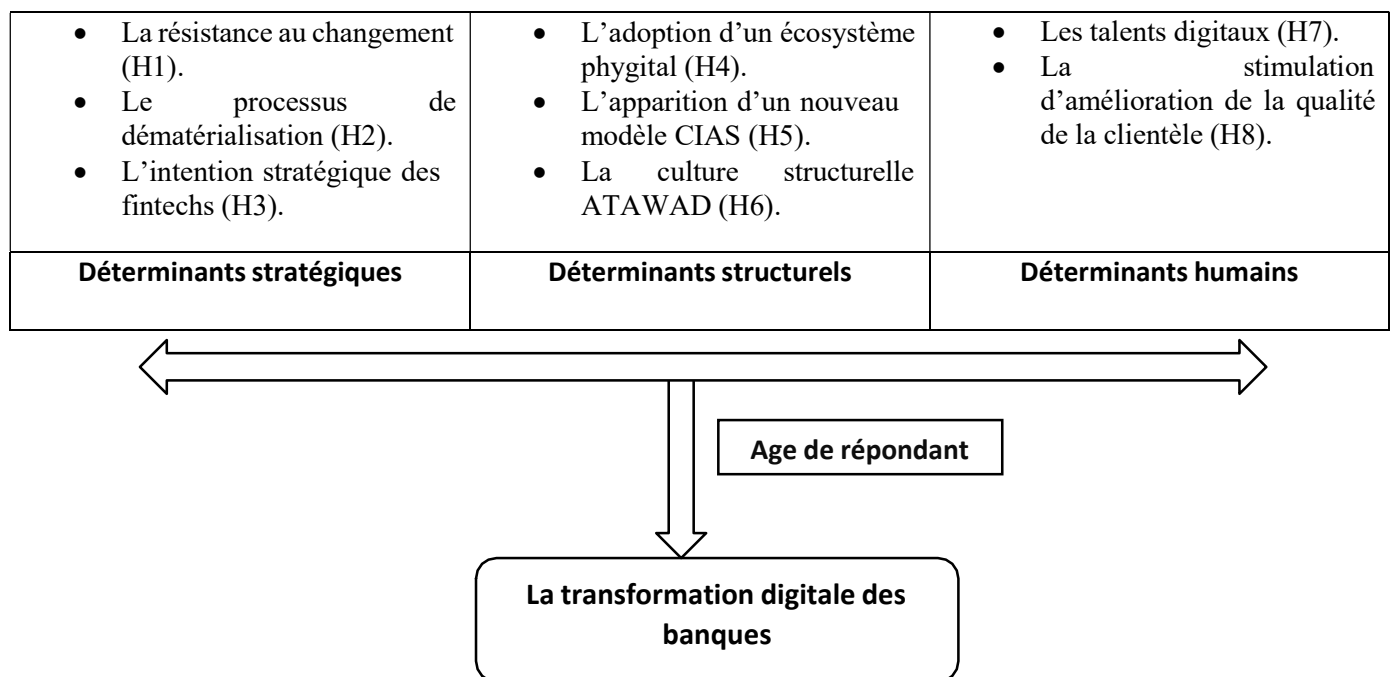 • La résistance au changement
(H1).
• Le processus de
dématérialisation (H2).
• L’intention stratégique des
fintechs (H3).
• L’adoption d’un écosystème
phygital (H4).
• L’apparition d’un nouveau
modèle CIAS (H5).
• La culture structurelle
ATAWAD (H6).
• Les talents digitaux (H7).
• La stimulation
d’amélioration de la qualité
de la clientèle (H8).
Déterminants stratégiques
Déterminants structurels
Déterminants humains
Age de répondant
La transformation digitale des
banques